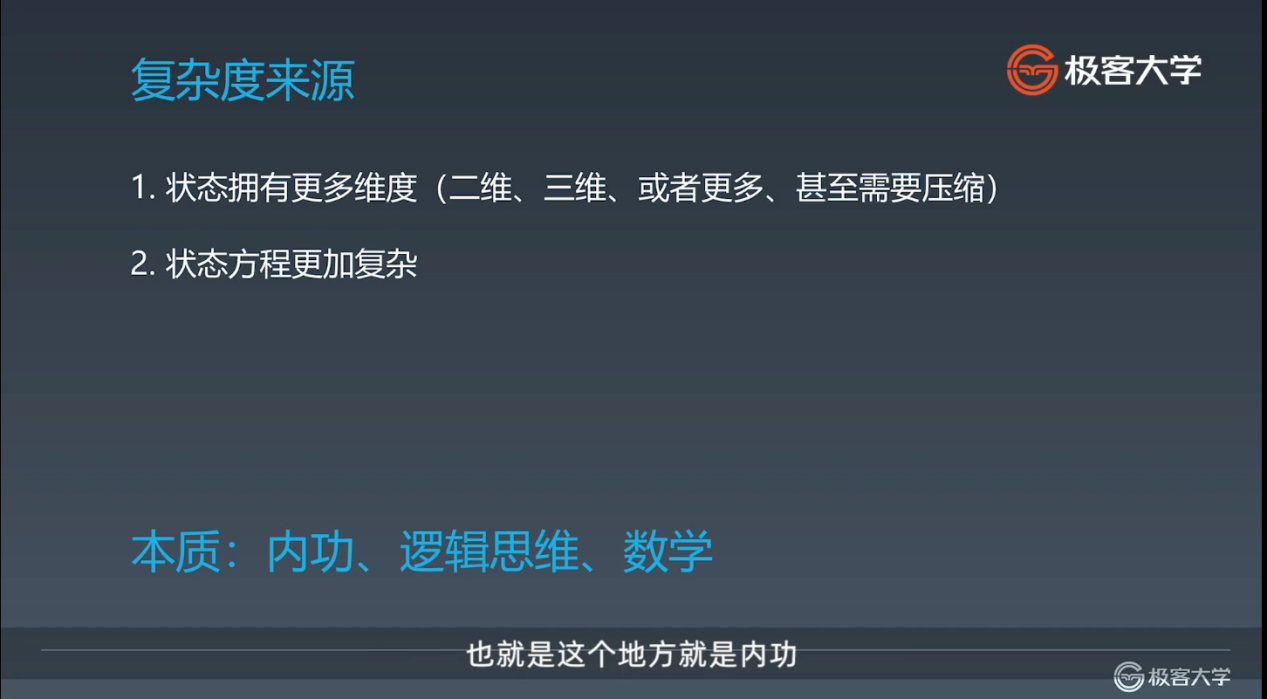 复杂度来源
极客大学
1. 状态拥有更多维度（二维、三维、或者更多、甚至需要压缩）
2. 状态方程更加复杂
本质：内功、逻辑思维、数学
也就是这个地方就是内功
极客大学